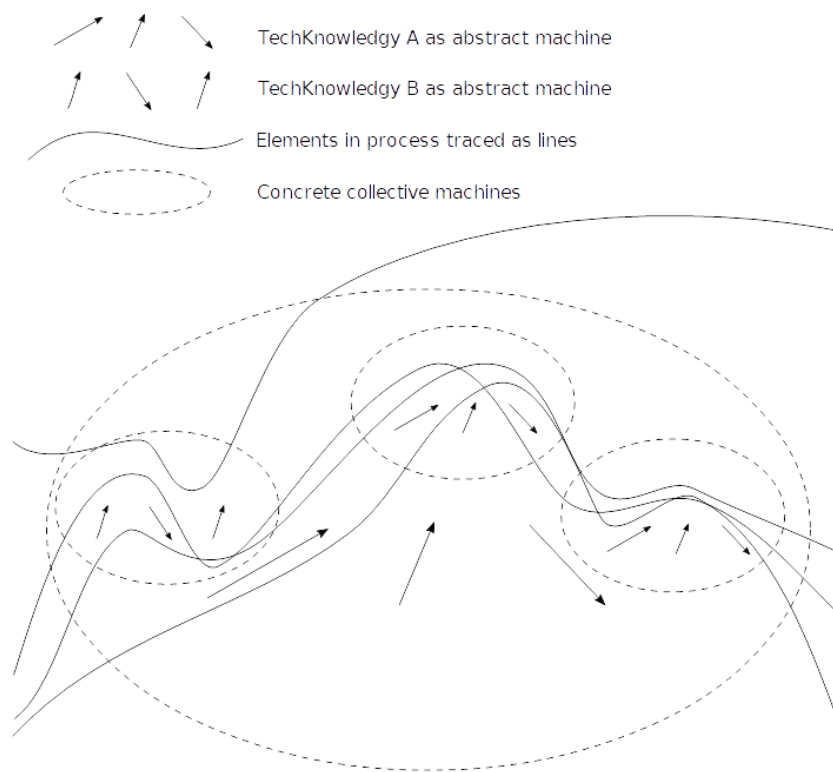 TechKnowledgy A as abstract machine
TechKnowledgy B as abstract machine
Elements in process traced as lines
Concrete collective machines